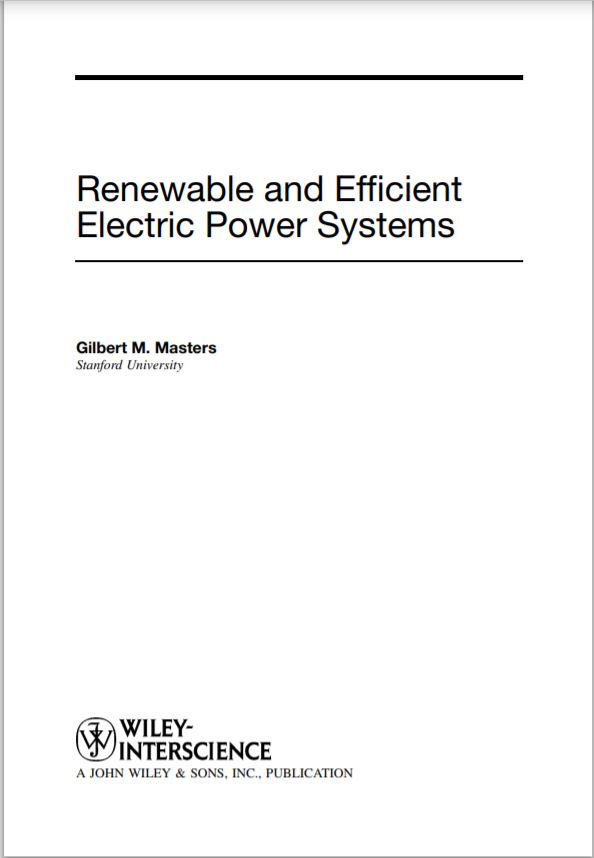 Renewable and Efficient
Electric Power Systems
Gilbert M. Masters
Stanford University
WILEY-
INTERSCIENCE
A JOHN WILEY & SONS, INC., PUBLICATION